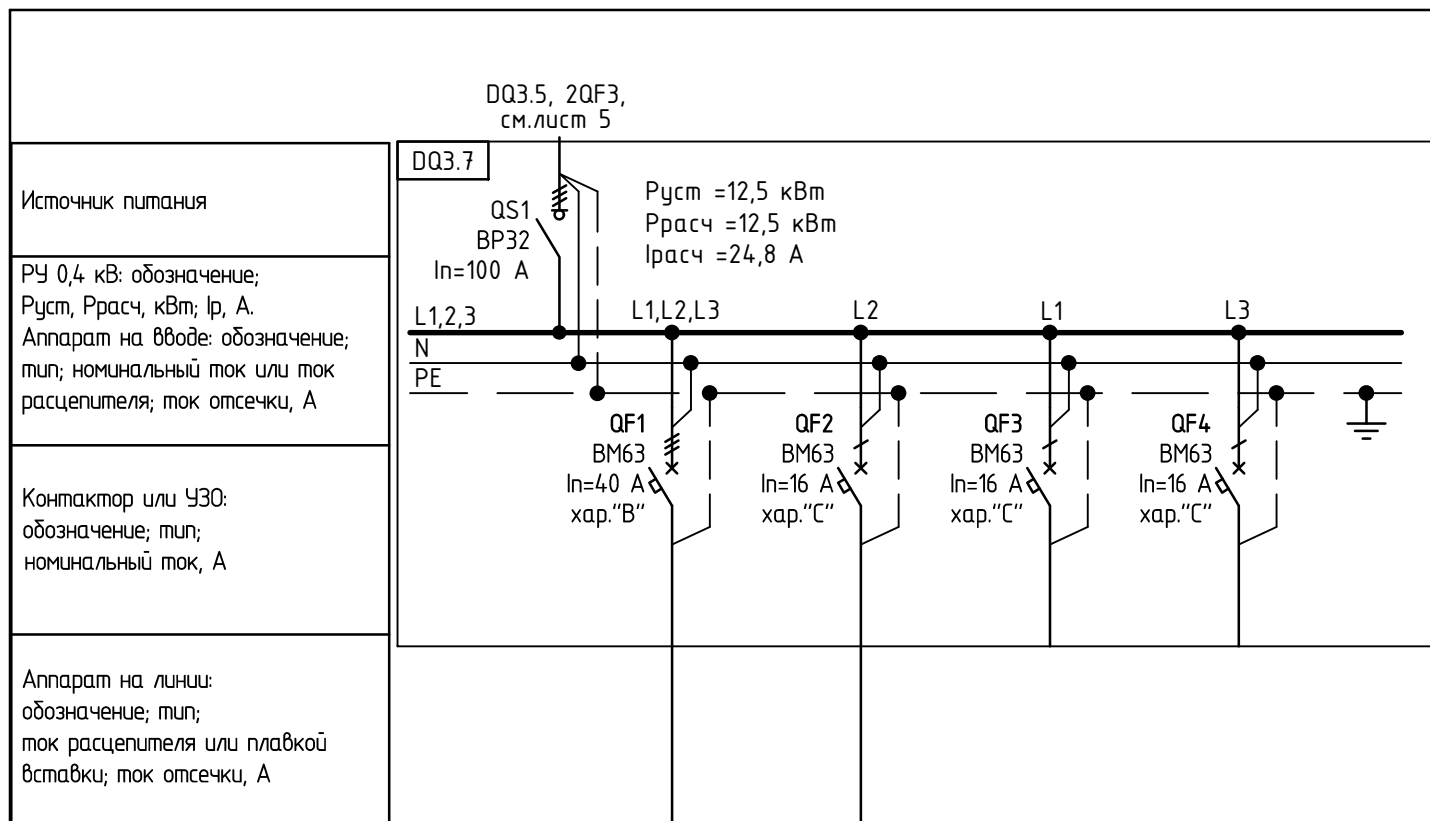 DQ3.5, 2QF3,
см.лист 5
Источник питания
DQ3.7
QS1
ВР32
In=100 А
Руст =12,5 кВт
Ррасч =12,5 кВт
Iрасч =24,8 А
РУ 0,4 кВ: обозначение;
Руст, Ррасч, кВт; Iр, А.
Аппарат на вводе: обозначение;
тип; номинальный ток или ток
расцепителя; ток отсечки, А
L1,2,3
L1,L2,L3
L2
L1
L3
N
PE
QF1
ВМ63
In=40 А
хар."В"
QF2
ВМ63
In=16 А
хар."С"
QF3
ВМ63
In=16 А
хар."С"
QF4
ВМ63
In=16 А
хар."С"
Контактор или УЗО:
обозначение; тип;
номинальный ток, А
Аппарат на линии:
обозначение; тип;
ток расцепителя или плавкой
вставки; ток отсечки, А